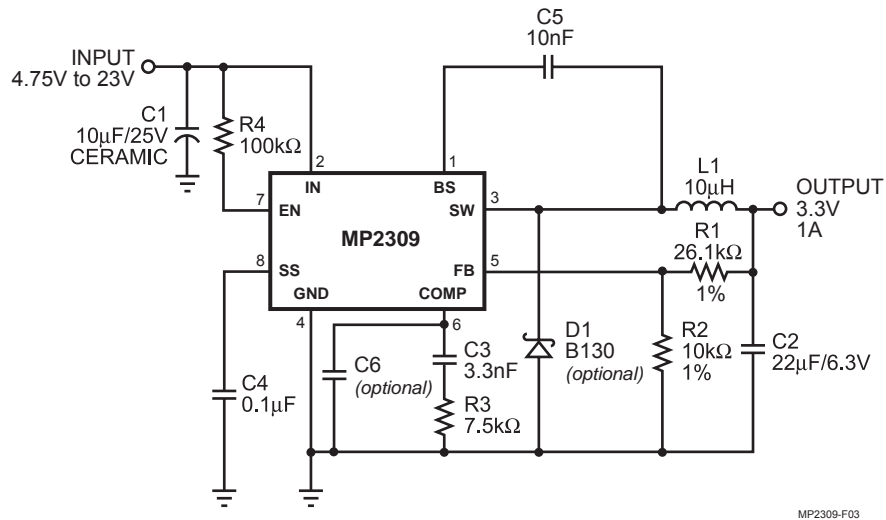 C5
10nF
INPUT
4.75V to 23V
C1
10µF/25V
CERAMIC
R4
100kΩ
2
IN
1
BS
7
EN
MP2309
3
SW
L1
10µH
OUTPUT
3.3V
1A
R1
26.1kΩ
1%
8
SS
5
FB
GND
4
COMP
6
C4
0.1µF
C6
(optional)
C3
3.3nF
R3
7.5kΩ
D1
B130
(optional)
R2
10kΩ
1%
C2
22µF/6.3V
MP2309-F03